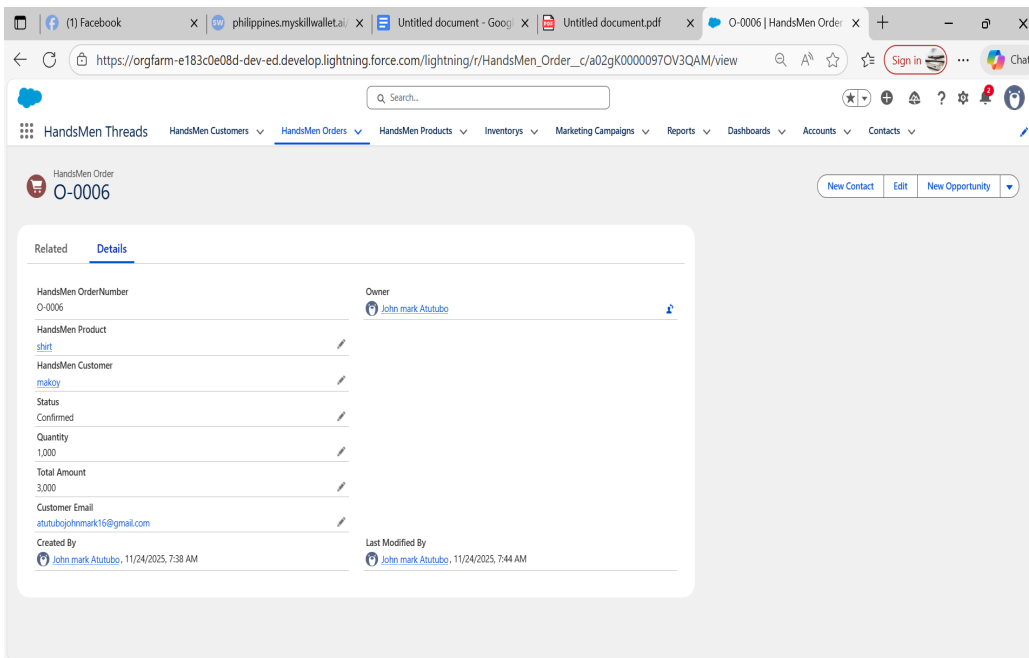 (1) Facebook
SW philippines.myskillwallet.ai/
Untitled document - Googl
PDF Untitled document.pdf
O-0006 | HandsMen Order
https://orgfarm-e183c0e08d-dev-ed.develop.lightning.force.com/lightning/r/HandsMen_Order__c/a02gK0000097OV3QAM/view
Sign in
Chat
Search...
2
HandsMen Threads
HandsMen Customers
HandsMen Orders
HandsMen Products
Inventorys
Marketing Campaigns
Reports
Dashboards
Accounts
Contacts
HandsMen Order
O-0006
New Contact
Edit
New Opportunity
Related
Details
HandsMen OrderNumber
O-0006
Owner
John mark Atutubo
HandsMen Product
shirt
HandsMen Customer
makoy
Status
Confirmed
Quantity
1,000
Total Amount
3,000
Customer Email
atutubojohnmark16@gmail.com
Created By
John mark Atutubo, 11/24/2025, 7:38 AM
Last Modified By
John mark Atutubo, 11/24/2025, 7:44 AM